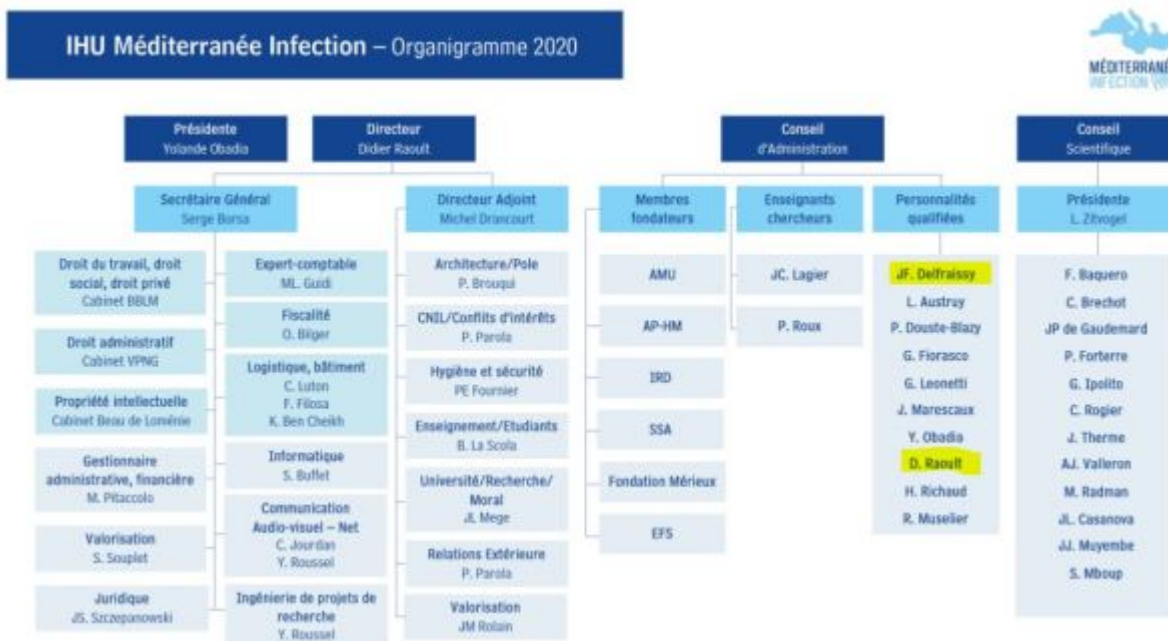 IHU Méditerranée Infection – Organigramme 2020
MÉDITERRANÉ
INFECTION
Présidente
Yolande Obadia
Directeur
Didier Raoult
Conseil
d'Administration
Conseil
Scientifique
Secrétaire Général
Serge Borsa
Directeur Adjoint
Michel Drancourt
Membres
fondateurs
Enseignants
chercheurs
Personnalités
qualifiées
Présidente
L. Zitvogel
Droit du travail, droit
social, droit privé
Cabinet BBLM
Droit administratif
Cabinet VPNG
Propriété intellectuelle
Cabinet Beau de Loménie
Gestionnaire
administrative, financière
M. Pitaccolo
Valorisation
S. Souplet
Juridique
JS. Szczepanowski
Expert-comptable
ML. Guidi
Fiscalité
O. Bilger
Logistique, bâtiment
C. Luton
F. Filosa
K. Ben Cheikh
Informatique
S. Buffet
Communication
Audio-visuel – Net
C. Jourdan
Y. Roussel
Ingénierie de projets de
recherche
Y. Roussel
Architecture/Pole
P. Brouqui
CNIL/Conflits d'intérêts
P. Parola
Hygiène et sécurité
PE Fournier
Enseignement/Etudiants
B. La Scola
Université/Recherche/
Moral
JL Mege
Relations Extérieure
P. Parola
Valorisation
JM Rolain
AMU
AP-HM
IRD
SSA
Fondation Mérieux
EFS
JC. Lagier
P. Roux
JF. Delfraissy
L. Austruy
P. Douste-Blazy
G. Fiorasco
G. Leonetti
J. Marescaux
Y. Obadia
D. Raoult
H. Richaud
R. Muselier
F. Baquero
C. Brechot
JP de Gaudemard
P. Forterre
G. Ipolito
C. Rogier
J. Therme
AJ. Valleron
M. Radman
JL. Casanova
JJ. Muyembe
S. Mboup